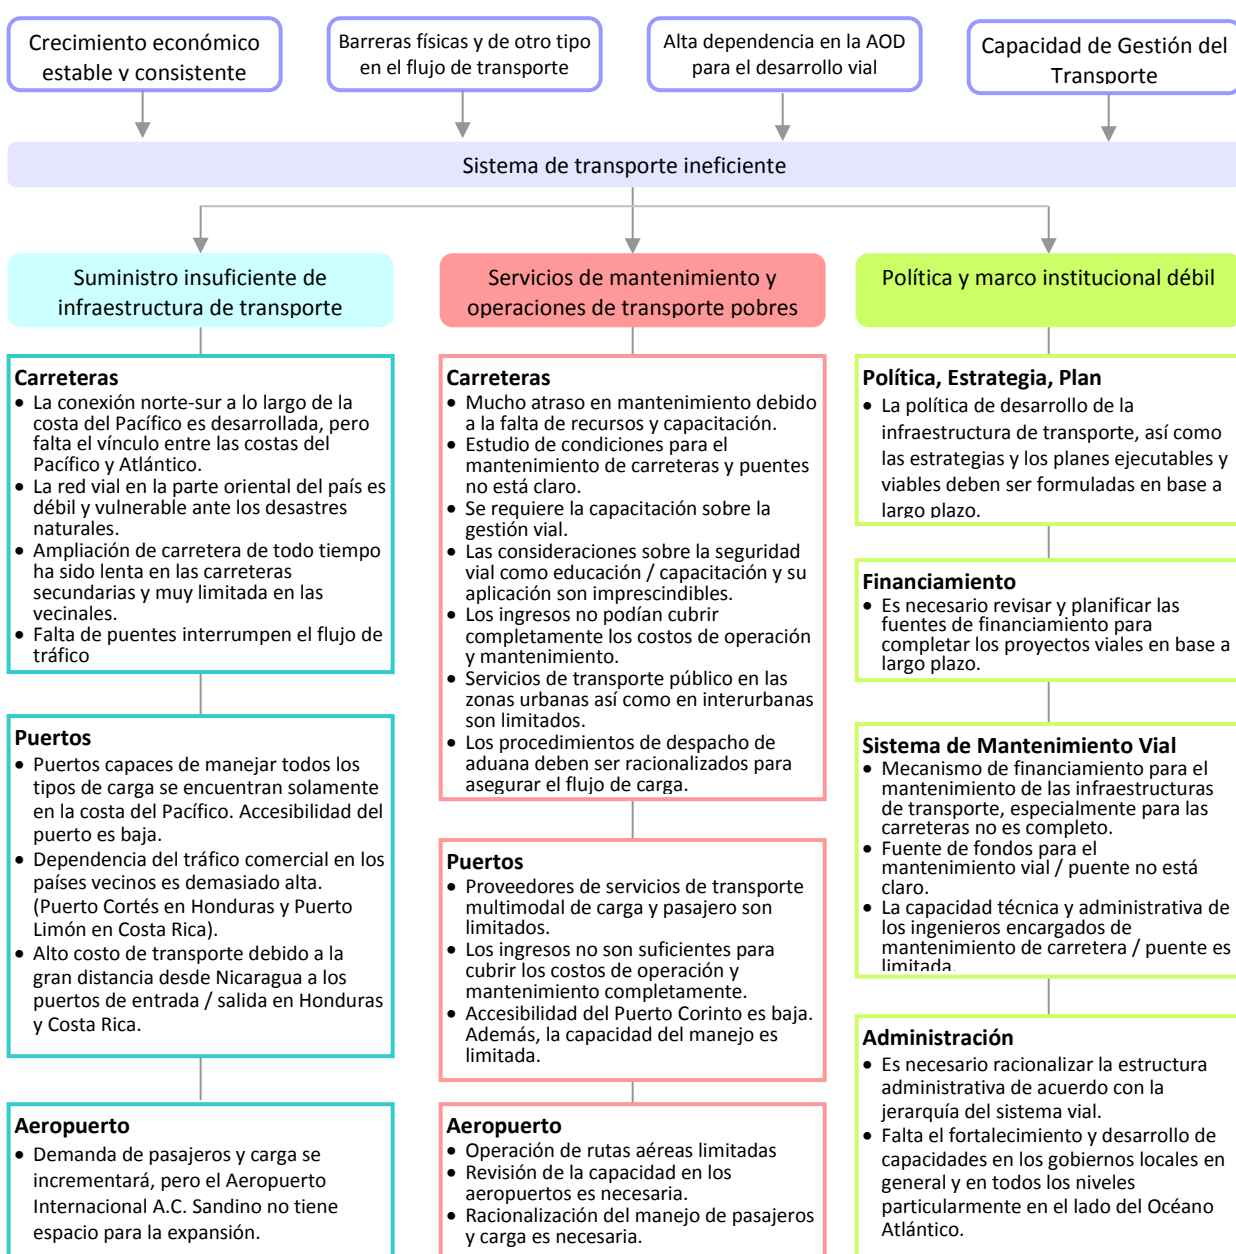 Crecimiento económico
estable y consistente
Barreras físicas y de otro tipo
en el flujo de transporte
Alta dependencia en la AOD
para el desarrollo vial
Capacidad de Gestión del
Transporte
Sistema de transporte ineficiente
Suministro insuficiente de
infraestructura de transporte
Carreteras
• La conexión norte-sur a lo largo de la
costa del Pacífico es desarrollada, pero
falta el vínculo entre las costas del
Pacífico y Atlántico.
• La red vial en la parte oriental del país es
débil y vulnerable ante los desastres
naturales.
• Ampliación de carretera de todo tiempo
ha sido lenta en las carreteras
secundarias y muy limitada en las
vecinales.
• Falta de puentes interrumpen el flujo de
tráfico
Puertos
• Puertos capaces de manejar todos los
tipos de carga se encuentran solamente
en la costa del Pacífico. Accesibilidad del
puerto es baja.
• Dependencia del tráfico comercial en los
países vecinos es demasiado alta.
(Puerto Cortés en Honduras y Puerto
Limón en Costa Rica).
• Alto costo de transporte debido a la
gran distancia desde Nicaragua a los
puertos de entrada / salida en Honduras
y Costa Rica.
Aeropuerto
• Demanda de pasajeros y carga se
incrementará, pero el Aeropuerto
Internacional A.C. Sandino no tiene
espacio para la expansión.
Servicios de mantenimiento y
operaciones de transporte pobres
Carreteras
• Mucho atraso en mantenimiento debido
a la falta de recursos y capacitación.
• Estudio de condiciones para el
mantenimiento de carreteras y puentes
no está claro.
• Se requiere la capacitación sobre la
gestión vial.
• Las consideraciones sobre la seguridad
vial como educación / capacitación y su
aplicación son imprescindibles.
• Los ingresos no podían cubrir
completamente los costos de operación
y mantenimiento.
• Servicios de transporte público en las
zonas urbanas así como en interurbanas
son limitados.
• Los procedimientos de despacho de
aduana deben ser racionalizados para
asegurar el flujo de carga.
Puertos
• Proveedores de servicios de transporte
multimodal de carga y pasajero son
limitados.
• Los ingresos no son suficientes para
cubrir los costos de operación y
mantenimiento completamente.
• Accesibilidad del Puerto Corinto es baja.
Además, la capacidad del manejo es
limitada.
Aeropuerto
• Operación de rutas aéreas limitadas
• Revisión de la capacidad en los
aeropuertos es necesaria.
• Racionalización del manejo de pasajeros
y carga es necesaria.
Política y marco institucional débil
Política, Estrategia, Plan
• La política de desarrollo de la
infraestructura de transporte, así como
las estrategias y los planes ejecutables y
viables deben ser formuladas en base a
largo plazo.
Financiamiento
• Es necesario revisar y planificar las
fuentes de financiamiento para
completar los proyectos viales en base a
largo plazo.
Sistema de Mantenimiento Vial
• Mecanismo de financiamiento para el
mantenimiento de las infraestructuras
de transporte, especialmente para las
carreteras no es completo.
• Fuente de fondos para el
mantenimiento vial / puente no está
claro.
• La capacidad técnica y administrativa de
los ingenieros encargados de
mantenimiento de carretera / puente es
limitada.
Administración
• Es necesario racionalizar la estructura
administrativa de acuerdo con la
jerarquía del sistema vial.
• Falta el fortalecimiento y desarrollo de
capacidades en los gobiernos locales en
general y en todos los niveles
particularmente en el lado del Océano
Atlántico.